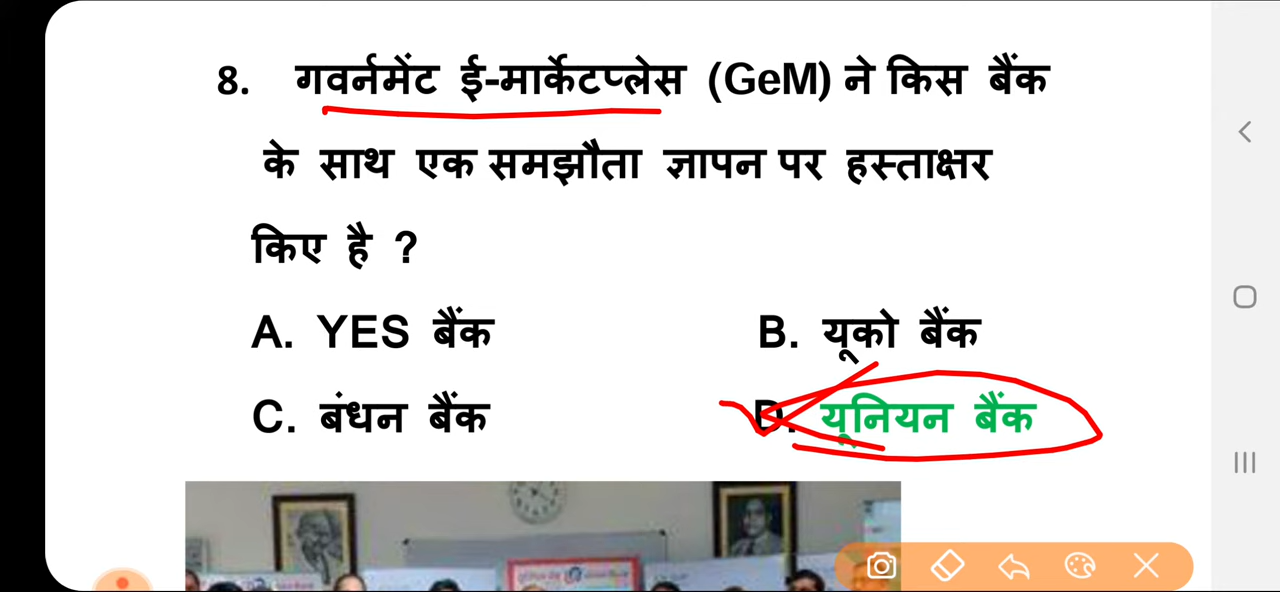 8. गवर्नमेंट ई-मार्केटप्लेस (GeM) ने किस बैंक
के साथ एक समझौता ज्ञापन पर हस्ताक्षर
किए है ?
A. YES बैंक
B. यूको बैंक
C. बंधन बैंक
D. यूनियन बैंक